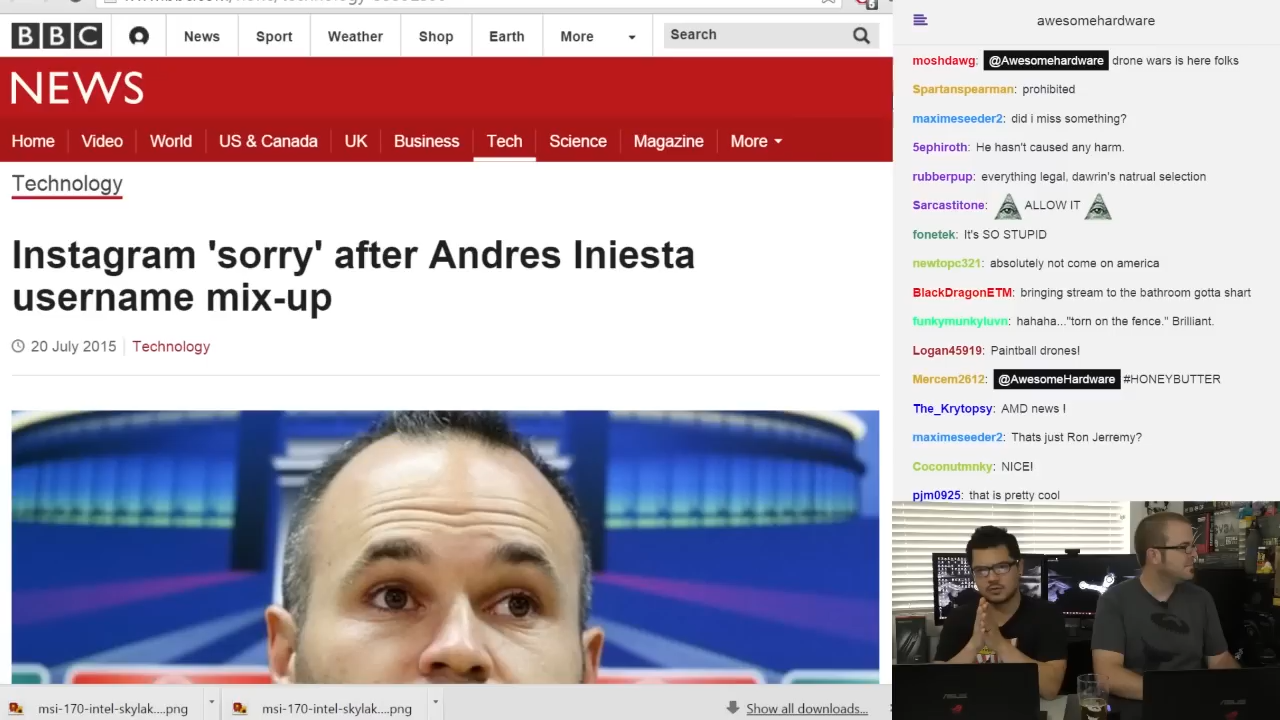 BBC
News
Sport
Weather
Shop
Earth
More
Search
NEWS
Home
Video
World
US & Canada
UK
Business
Tech
Science
Magazine
More
Technology
Instagram 'sorry' after Andres Iniesta
username mix-up
20 July 2015
Technology
msi-170-intel-skylak....png
msi-170-intel-skylak....png
Show all downloads...
awesomehardware
moshdawg: @Awesomehardware drone wars is here folks
Spartanspearman: prohibited
maximeseeder2: did i miss something?
5ephiroth: He hasn't caused any harm.
rubberpup: everything legal, dawrin's natrual selection
Sarcastitone: ALLOW IT
fonetek: It's SO STUPID
newtopc321: absolutely not come on america
BlackDragonETM: bringing stream to the bathroom gotta shart
funkymunkyluvn: hahaha..."torn on the fence." Brilliant.
Logan45919: Paintball drones!
Mercem2612: @AwesomeHardware #HONEYBUTTER
The_Krytopsy: AMD news !
maximeseeder2: Thats just Ron Jerremy?
Coconutmnky: NICE!
pjm0925: that is pretty cool
ASUS
ASUS